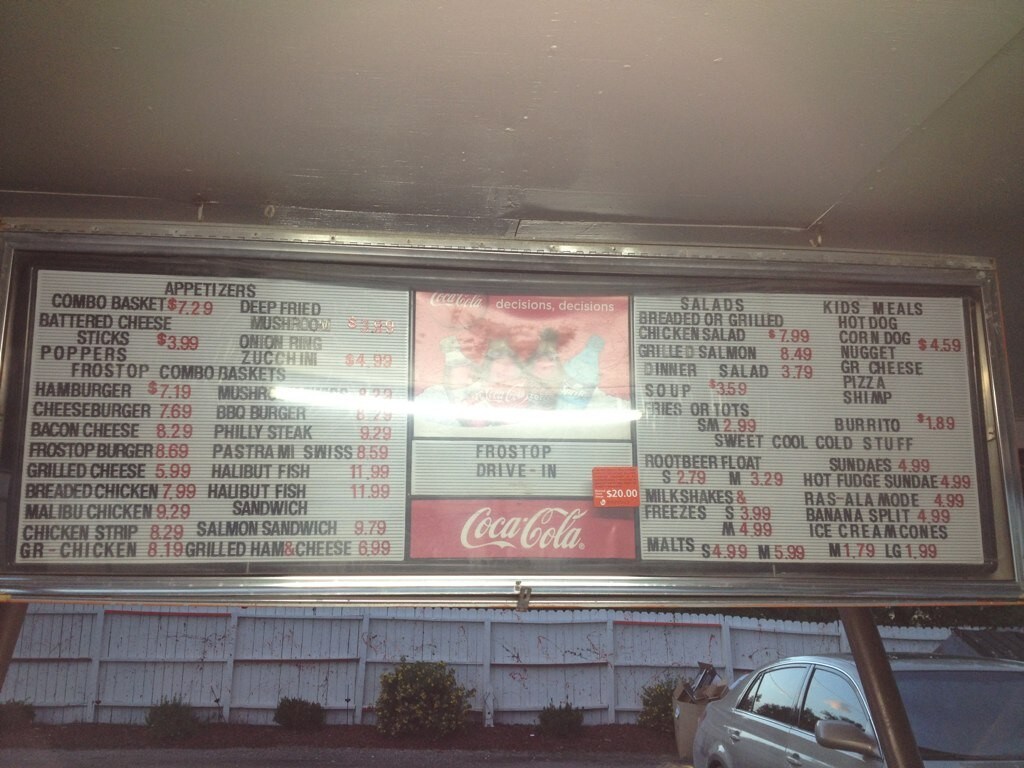 APPETIZERS
COMBO BASKET $7.29
BATTERED CHEESE
STICKS $3.99
POPPERS
DEEP FRIED
MUSHROOM
ONION RING
ZUCCHINI $4.99
FROSTOP COMBO BASKETS
HAMBURGER $7.19
CHEESEBURGER 7.69
BACON CHEESE 8.29
FROSTOP BURGER 8.69
GRILLED CHEESE 5.99
BREADED CHICKEN 7.99
MALIBU CHICKEN 9.29
CHICKEN STRIP 8.29
GR-CHICKEN 8.19
BBQ BURGER
PHILLY STEAK 9.29
PASTRAMI SWISS 8.59
HALIBUT FISH 11.99
HALIBUT FISH 11.99
SANDWICH
SALMON SANDWICH 9.79
GRILLED HAM&CHEESE 6.99
Coca-Cola decisions, decisions
FROSTOP
DRIVE-IN
$20.00
Coca-Cola
SALADS
BREADED OR GRILLED
CHICKEN SALAD $7.99
GRILLED SALMON 8.49
DINNER SALAD 3.79
SOUP $3.59
FRIES OR TOTS
SM 2.99
KIDS MEALS
HOT DOG
CORN DOG $4.59
NUGGET
GR CHEESE
PIZZA
SHIMP
BURRITO $1.89
SWEET COOL COLD STUFF
ROOTBEER FLOAT
S 2.79 M 3.29
MILKSHAKES &
FREEZES S 3.99
M 4.99
MALTS S 4.99 M 5.99
SUNDAES 4.99
HOT FUDGE SUNDAE 4.99
RAS-ALAMODE 4.99
BANANA SPLIT 4.99
ICE CREAM CONES
M 1.79 LG 1.99